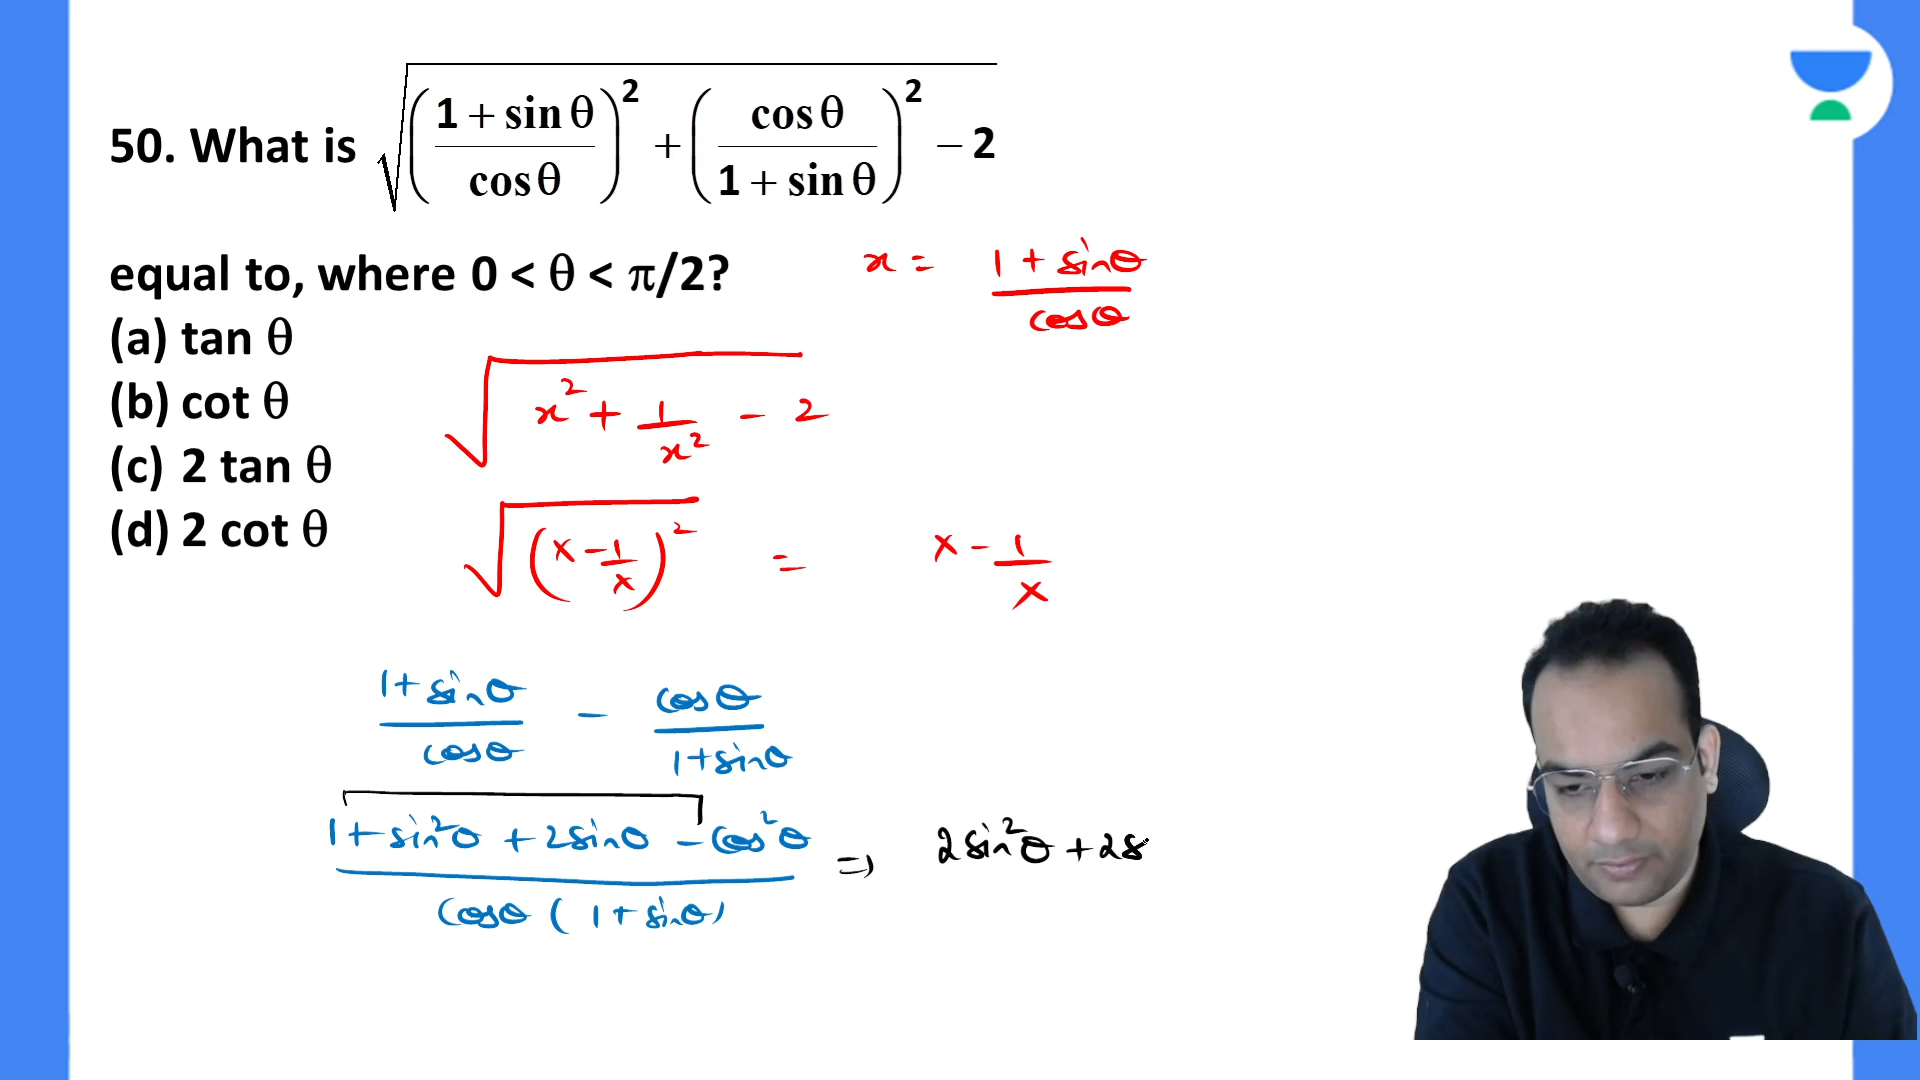 50. What is √((1 + sin θ / cos θ)² + (cos θ / 1 + sin θ)² − 2)
equal to, where 0 < θ < π/2?
x = 1 + sinθ / cosθ
(a) tan θ
(b) cot θ
(c) 2 tan θ
(d) 2 cot θ
√(x² + 1/x² - 2)
√((x - 1/x)²) = x - 1/x
1+sinθ / cosθ - cosθ / 1+sinθ
1+sin²θ + 2sinθ - cos²θ / cosθ (1+sinθ) ⇒ 2sin²θ + 2s